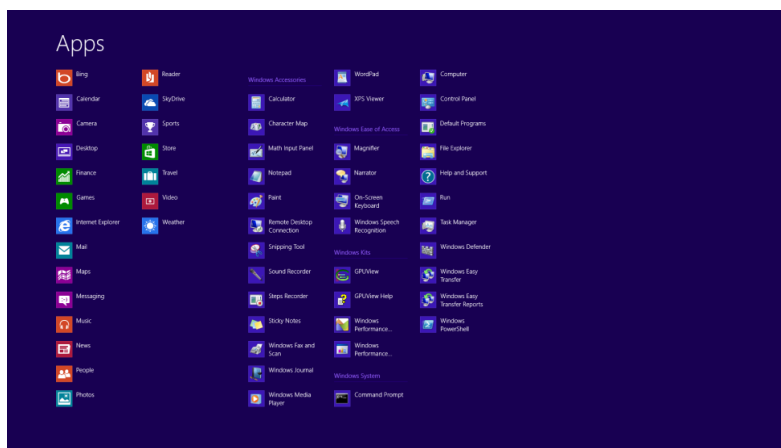 Apps
Bing
Calendar
Camera
Desktop
Finance
Games
Internet Explorer
Mail
Maps
Messaging
Music
News
People
Photos
Reader
SkyDrive
Sports
Store
Travel
Video
Weather
Windows Accessories
Calculator
Character Map
Math Input Panel
Notepad
Paint
Remote Desktop
Connection
Snipping Tool
Sound Recorder
Steps Recorder
Sticky Notes
Windows Fax and
Scan
Windows Journal
Windows Media
Player
WordPad
XPS Viewer
Windows Ease of Access
Magnifier
Narrator
On-Screen
Keyboard
Windows Speech
Recognition
Windows Kits
GPUView
GPUView Help
Windows
Performance...
Windows
Performance...
Windows System
Command Prompt
Computer
Control Panel
Default Programs
File Explorer
Help and Support
Run
Task Manager
Windows Defender
Windows Easy
Transfer
Windows Easy
Transfer Reports
Windows
PowerShell